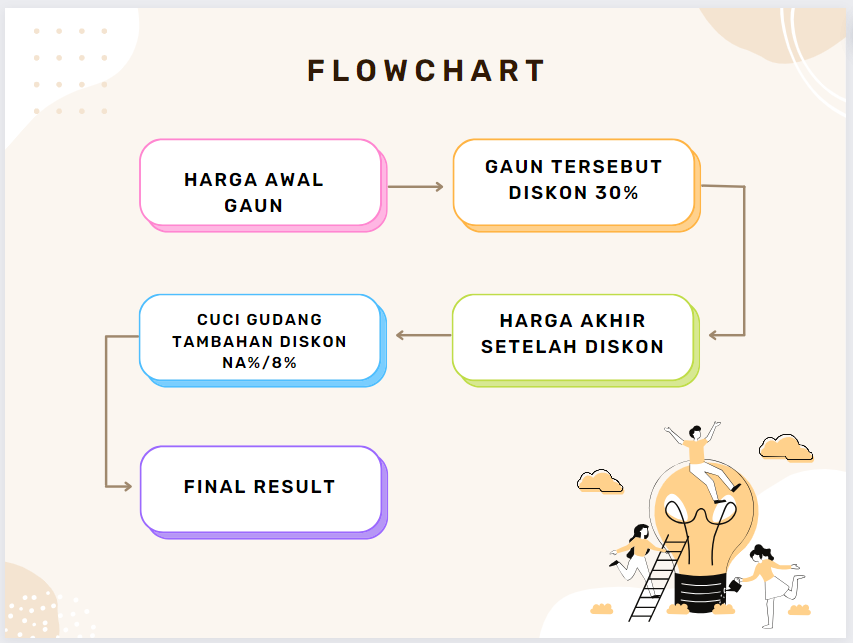 FLOWCHART
HARGA AWAL
GAUN
GAUN TERSEBUT
DISKON 30%
HARGA AKHIR
SETELAH DISKON
CUCI GUDANG
TAMBAHAN DISKON
NA%/8%
FINAL RESULT